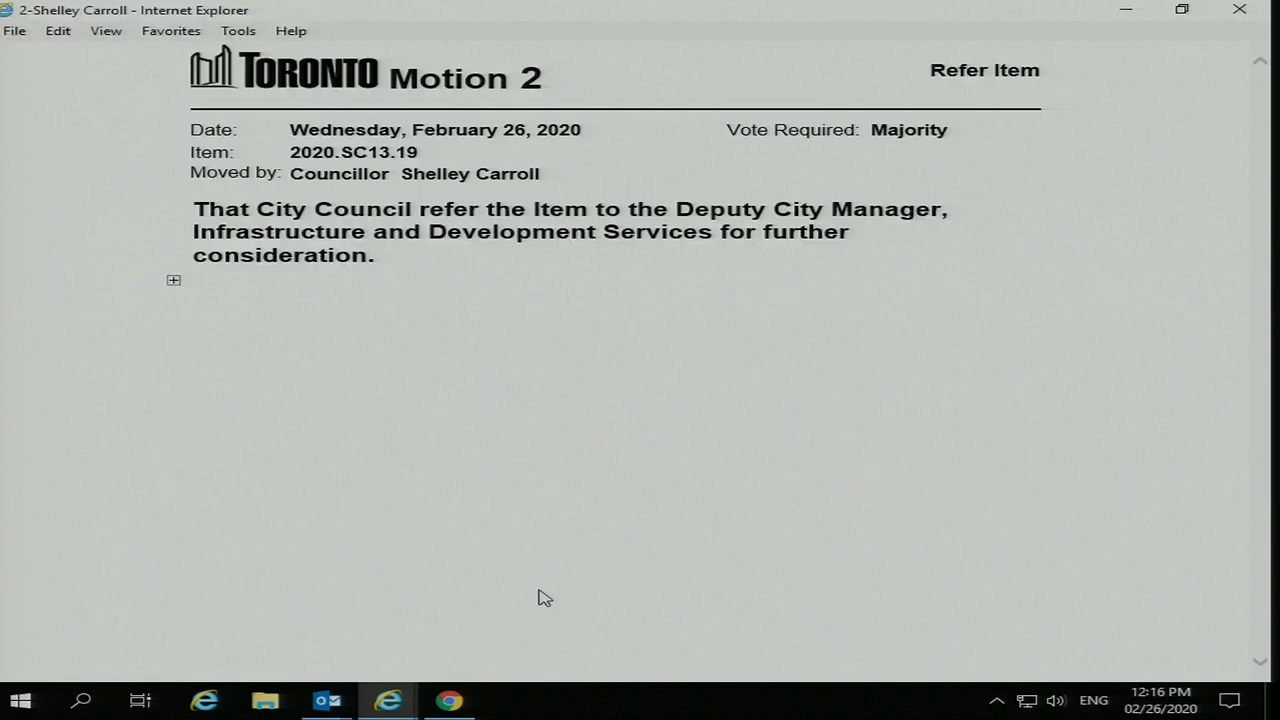 2-Shelley Carroll - Internet Explorer
File Edit View Favorites Tools Help
TORONTO Motion 2
Refer Item
Date: Wednesday, February 26, 2020 Vote Required: Majority
Item: 2020.SC13.19
Moved by: Councillor Shelley Carroll
That City Council refer the Item to the Deputy City Manager,
Infrastructure and Development Services for further
consideration.
ENG
12:16 PM
02/26/2020